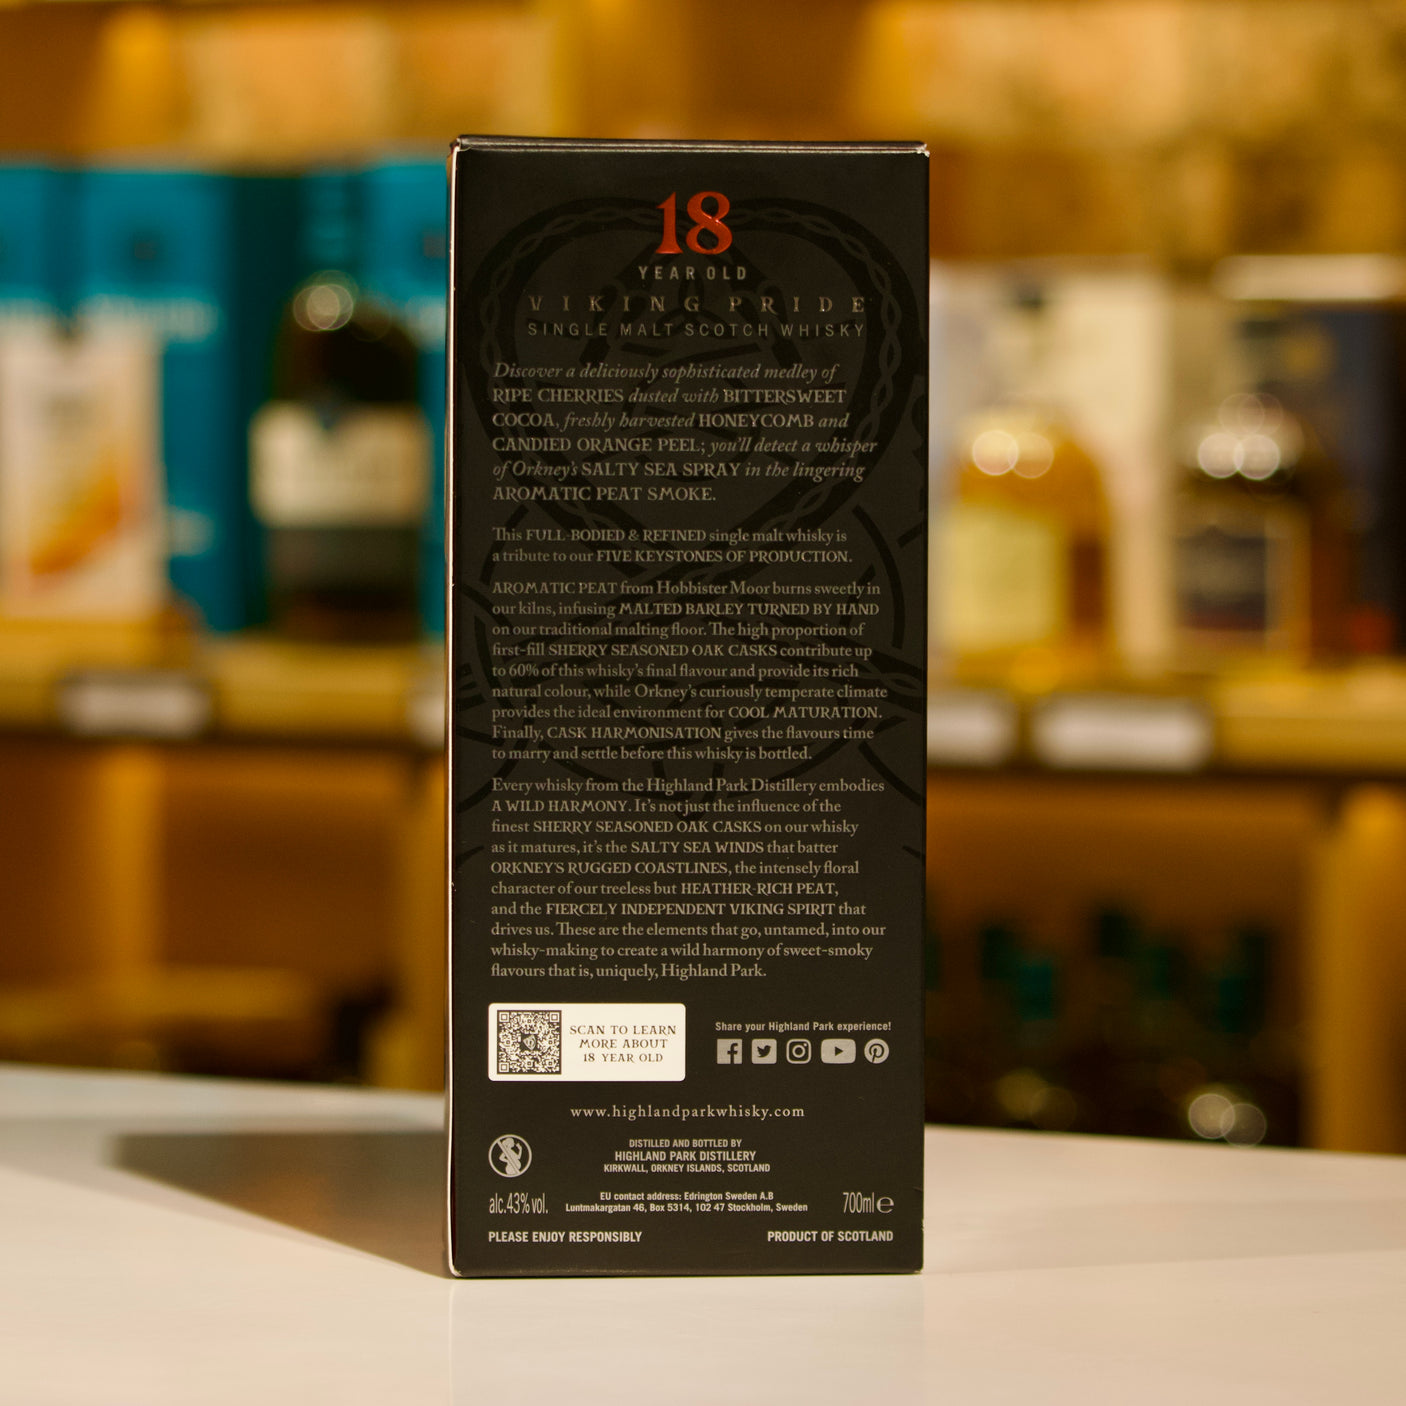 18
YEAR OLD
VIKING PRIDE
SINGLE MALT SCOTCH WHISKY
Discover a deliciously sophisticated medley of
RIPE CHERRIES dusted with BITTERSWEET
COCOA, freshly harvested HONEYCOMB and
CANDIED ORANGE PEEL; you'll detect a whisper
of Orkney's SALTY SEA SPRAY in the lingering
AROMATIC PEAT SMOKE.
This FULL-BODIED & REFINED single malt whisky is
a tribute to our FIVE KEYSTONES OF PRODUCTION.
AROMATIC PEAT from Hobbister Moor burns sweetly in
our kilns, infusing MALTED BARLEY TURNED BY HAND
on our traditional malting floor. The high proportion of
first-fill SHERRY SEASONED OAK CASKS contribute up
to 60% of this whisky's final flavour and provide its rich
natural colour, while Orkney's curiously temperate climate
provides the ideal environment for COOL MATURATION.
Finally, CASK HARMONISATION gives the flavours time
to marry and settle before this whisky is bottled.
Every whisky from the Highland Park Distillery embodies
A WILD HARMONY. It's not just the influence of the
finest SHERRY SEASONED OAK CASKS on our whisky
as it matures, it's the SALTY SEA WINDS that batter
ORKNEY'S RUGGED COASTLINES, the intensely floral
character of our treeless but HEATHER-RICH PEAT,
and the FIERCELY INDEPENDENT VIKING SPIRIT that
drives us. These are the elements that go, untamed, into our
whisky-making to create a wild harmony of sweet-smoky
flavours that is, uniquely, Highland Park.
SCAN TO LEARN
MORE ABOUT
18 YEAR OLD
Share your Highland Park experience!
www.highlandparkwhisky.com
DISTILLED AND BOTTLED BY
HIGHLAND PARK DISTILLERY
KIRKWALL, ORKNEY ISLANDS, SCOTLAND
alc.43%vol.
EU contact address: Edrington Sweden A.B
Luntmakargatan 46, Box 5314, 102 47 Stockholm, Sweden
700ml ℮
PLEASE ENJOY RESPONSIBLY
PRODUCT OF SCOTLAND